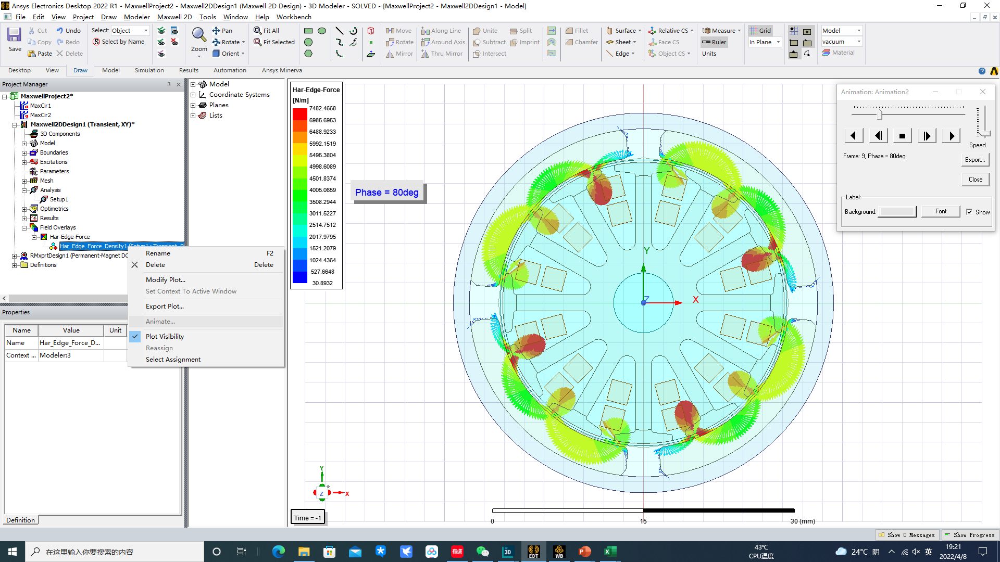 Ansys Electronics Desktop 2022 R1 - MaxwellProject2 - Maxwell2DDesign1 (Maxwell 2D Design) - 3D Modeler - SOLVED - [MaxwellProject2 - Maxwell2DDesign1 - Model]
File Edit View Project Draw Modeler Maxwell 2D Tools Window Help Workbench
Save
Cut
Copy
Paste
Undo
Redo
Delete
Select: Object
Select by Name
Zoom
Pan
Rotate
Orient
Fit All
Fit Selected
Move
Rotate
Mirror
Along Line
Around Axis
Thru Mirror
Unite
Subtract
Intersect
Split
Imprint
Fillet
Chamfer
Surface
Sheet
Edge
Relative CS
Face CS
Object CS
Measure
Ruler
Units
Grid
In Plane
Model
vacuum
Material
Desktop View Draw Model Simulation Results Automation Ansys Minerva
Project Manager
MaxwellProject2*
MaxCir1
MaxCir2
Maxwell2DDesign1 (Transient, XY)*
3D Components
Model
Boundaries
Excitations
Parameters
Mesh
Analysis
Setup1
Optimetrics
Results
Field Overlays
Har-Edge-Force
Har_Edge_Force_Density1 (Setup1 : Transient, P
RMxprtDesign1 (Permanent-Magnet DC
Definitions
Rename F2
Delete Delete
Modify Plot...
Set Context To Active Window
Export Plot...
Animate...
Plot Visibility
Reassign
Select Assignment
Properties
Name Value Unit
Name Har_Edge_Force_D...
Context ... Modeler:3
Definition
Model
Coordinate Systems
Planes
Lists
Har-Edge-Force
[N/m]
7482.4668
6985.6953
6488.9233
5992.1519
5495.3804
4998.6089
4501.8374
4005.0659
3508.2944
3011.5227
2514.7512
2017.9795
1521.2079
1024.4364
527.6648
30.8932
Phase = 80deg
Y
X
Z
Y
Z
X
Time = -1
0 15 30 (mm)
Animation: Animation2
Speed
Frame: 9, Phase = 80deg
Export...
Close
Label:
Background:
Font
Show
Show 0 Messages
Show Progress
在这里输入你要搜索的内容
有道
3D
EDT
WB
43℃
CPU温度
24°C 阴
英
19:21
2022/4/8